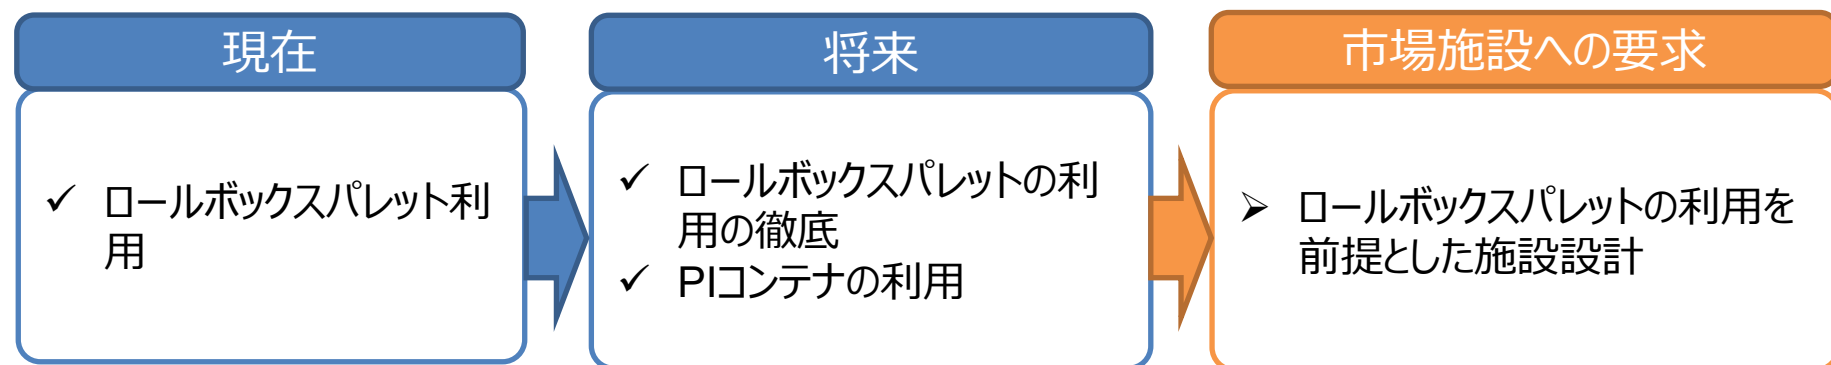 現在
✓ ロールボックスパレット利
用
将来
✓ ロールボックスパレットの利
用の徹底
✓ PIコンテナの利用
市場施設への要求
➢ ロールボックスパレットの利用を
前提とした施設設計